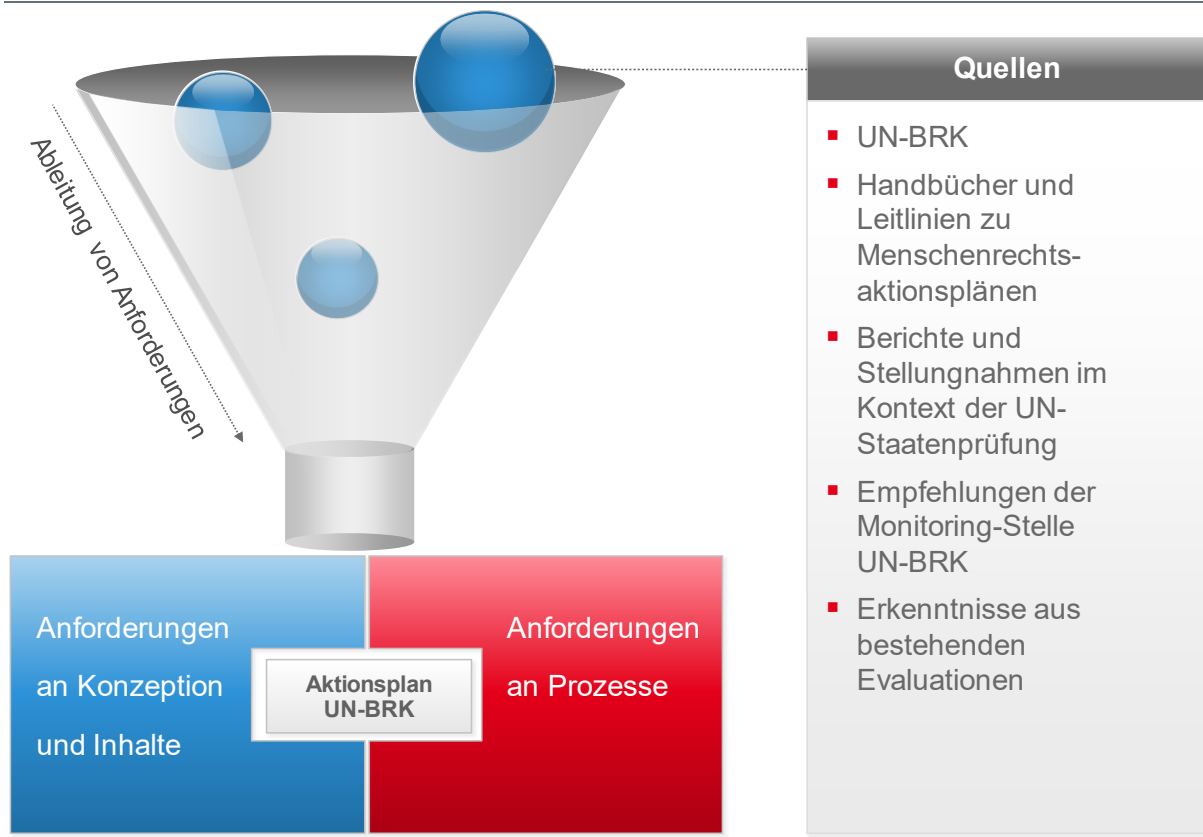 Ableitung von Anforderungen
Anforderungen
an Konzeption
und Inhalte
Aktionsplan
UN-BRK
Anforderungen
an Prozesse
Quellen
▪ UN-BRK
▪ Handbücher und
Leitlinien zu
Menschenrechts-
aktionsplänen
▪ Berichte und
Stellungnahmen im
Kontext der UN-
Staatenprüfung
▪ Empfehlungen der
Monitoring-Stelle
UN-BRK
▪ Erkenntnisse aus
bestehenden
Evaluationen